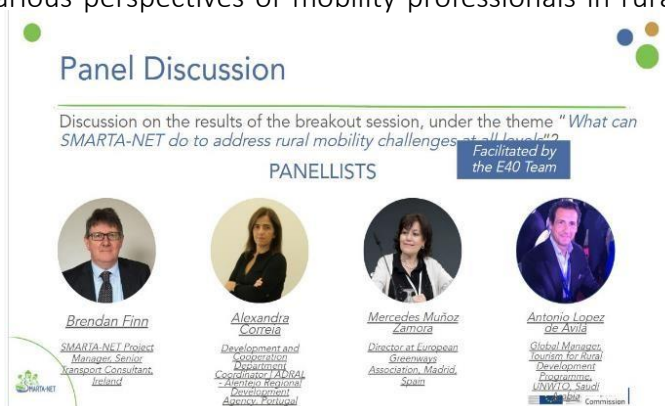 arious perspectives of mobility professionals in rura
Panel Discussion
Discussion on the results of the breakout session, under the theme "What can
SMARTA-NET do to address rural mobility challenges at all levels"?
Facilitated by
the E40 Team
PANELLISTS
Brendan Finn
SMARTA-NET Project
Manager, Senior
Transport Consultant,
Ireland
Alexandra
Correia
Development and
Cooperation
Department
Coordinator | ADRAL
- Alentejo Regional
Development
Agency, Portugal
Mercedes Muñoz
Zamora
Director at European
Greenways
Association, Madrid,
Spain
Antonio Lopez
de Avila
Global Manager,
Tourism for Rural
Development
Programme,
UNWTO, Saudi
Arabia
SMARTA-NET
Commission